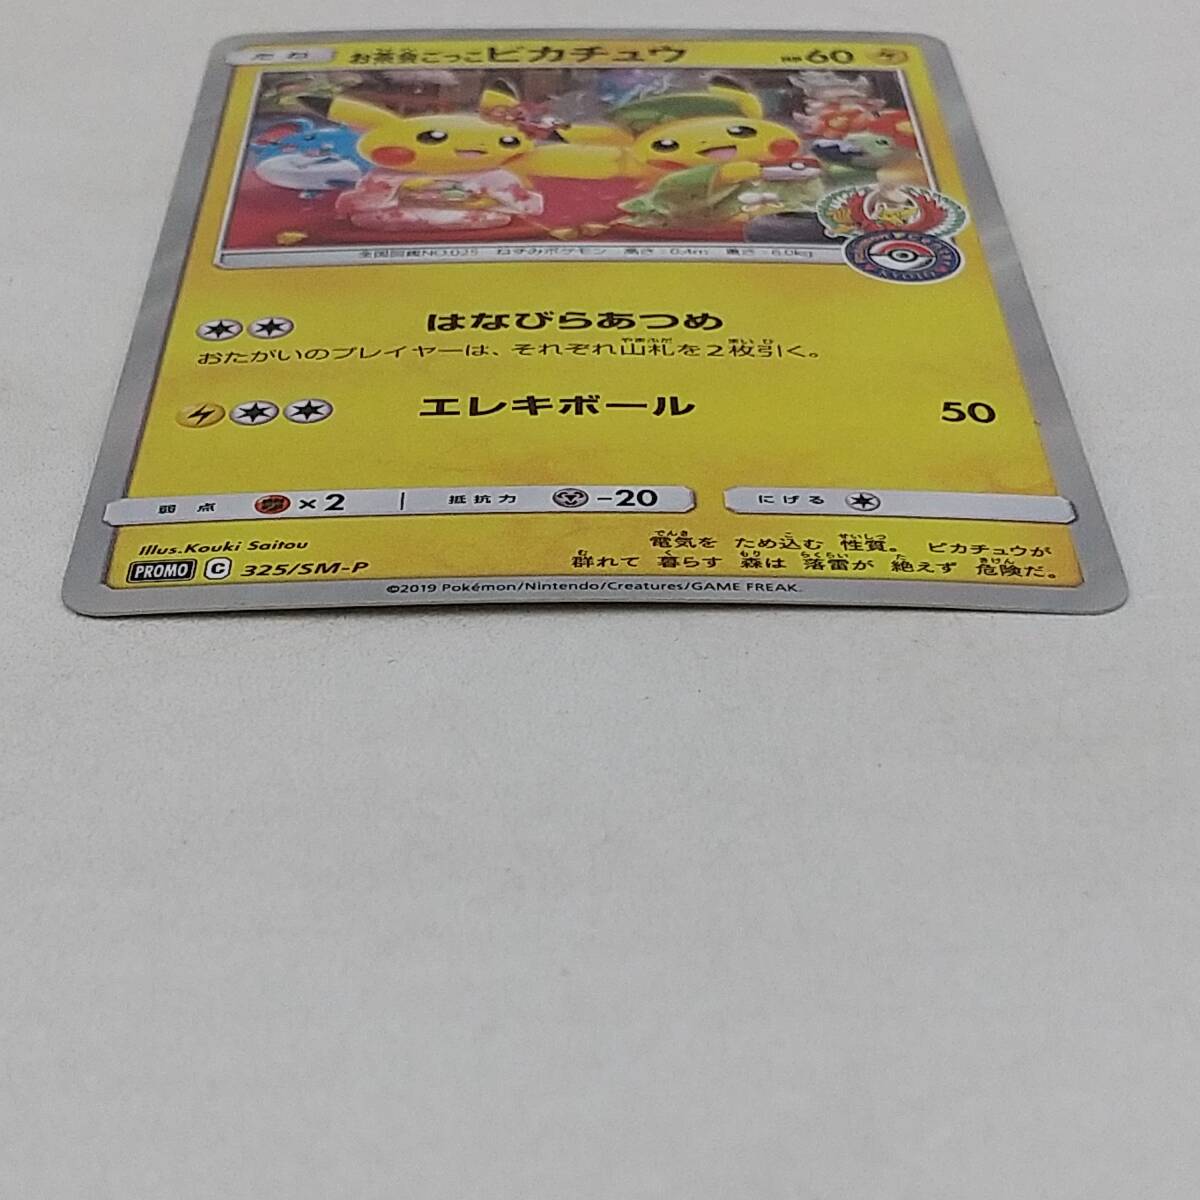 たね お茶会ごっこピカチュウ HP60
全国図鑑NO.025 ねずみポケモン 高さ:0.4m 重さ:6.0kg
はなびらあつめ
おたがいのプレイヤーは、それぞれ山札を2枚引く。
エレキボール 50
弱点 ×2 抵抗力 -20 にげる
Illus.Kouki Saitou
PROMO C 325/SM-P
電気を ため込む 性質。 ピカチュウが
群れて 暮らす 森は 落雷が 絶えず 危険だ。
©2019 Pokémon/Nintendo/Creatures/GAME FREAK.